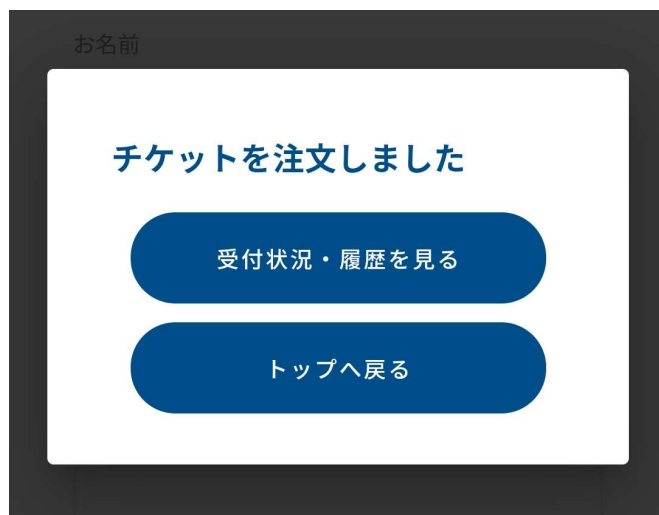 お名前
チケットを注文しました
受付状況・履歴を見る
トップへ戻る